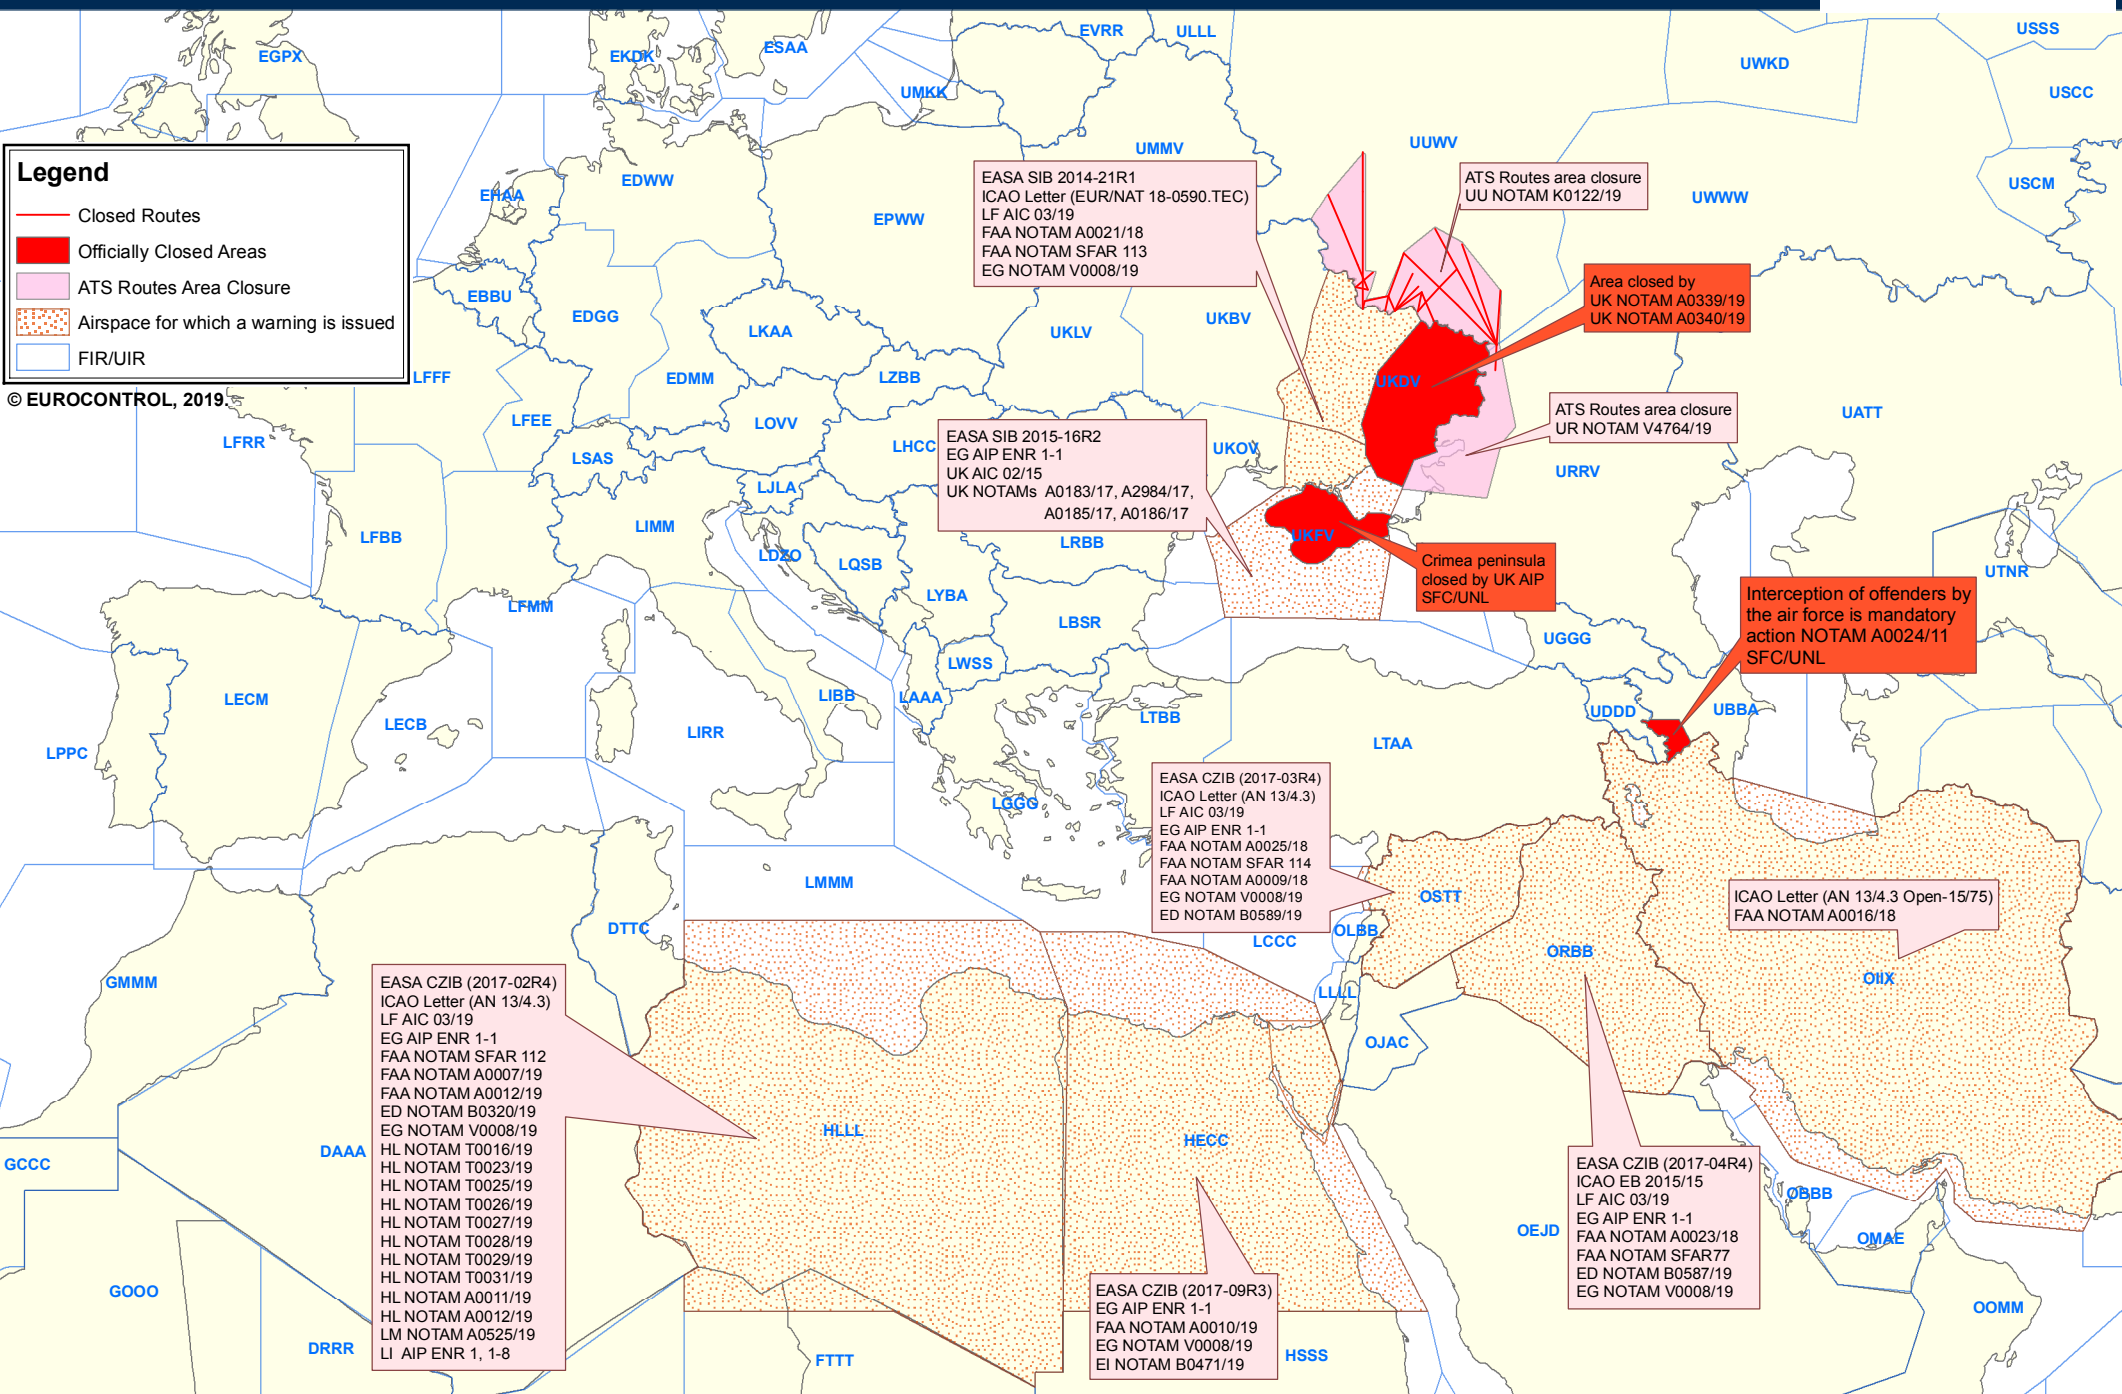 EGPX
EKDK
ESAA
EVRR
ULLL
USSS
UWKD
USCC
UMKK
UUWV
UMMV
USCM
UWWW
Legend
Closed Routes
Officially Closed Areas
ATS Routes Area Closure
Airspace for which a warning is issued
FIR/UIR
© EUROCONTROL, 2019.
EHAA
EDWW
EPWW
EASA SIB 2014-21R1
ICAO Letter (EUR/NAT 18-0590.TEC)
LF AIC 03/19
FAA NOTAM A0021/18
FAA NOTAM SFAR 113
EG NOTAM V0008/19
ATS Routes area closure
UU NOTAM K0122/19
Area closed by
UK NOTAM A0339/19
UK NOTAM A0340/19
EBBU
EDGG
LKAA
UKLV
UKBV
LFFF
EDMM
LZBB
UKDV
LFEE
LOVV
LHCC
UATT
ATS Routes area closure
UR NOTAM V4764/19
LFRR
LSAS
UKOV
URRV
EASA SIB 2015-16R2
EG AIP ENR 1-1
UK AIC 02/15
UK NOTAMs A0183/17, A2984/17,
A0185/17, A0186/17
LJLA
LIMM
LFBB
LDZO
LQSB
LRBB
UKFV
Crimea peninsula
closed by UK AIP
SFC/UNL
UTNR
Interception of offenders by
the air force is mandatory
action NOTAM A0024/11
SFC/UNL
LFMM
LYBA
LBSR
UGGG
LWSS
LECM
LECB
LIBB
LAAA
LTBB
UDDD
UBBA
LPPC
LIRR
LTAA
LGGG
EASA CZIB (2017-03R4)
ICAO Letter (AN 13/4.3)
LF AIC 03/19
EG AIP ENR 1-1
FAA NOTAM A0025/18
FAA NOTAM SFAR 114
FAA NOTAM A0009/18
EG NOTAM V0008/19
ED NOTAM B0589/19
LMMM
OSTT
ICAO Letter (AN 13/4.3 Open-15/75)
FAA NOTAM A0016/18
DTTC
LCCC
OLBB
ORBB
OIIX
GMMM
LLLL
OJAC
EASA CZIB (2017-02R4)
ICAO Letter (AN 13/4.3)
LF AIC 03/19
EG AIP ENR 1-1
FAA NOTAM SFAR 112
FAA NOTAM A0007/19
FAA NOTAM A0012/19
ED NOTAM B0320/19
EG NOTAM V0008/19
HL NOTAM T0016/19
HL NOTAM T0023/19
HL NOTAM T0025/19
HL NOTAM T0026/19
HL NOTAM T0027/19
HL NOTAM T0028/19
HL NOTAM T0029/19
HL NOTAM T0031/19
HL NOTAM A0011/19
HL NOTAM A0012/19
LM NOTAM A0525/19
LI AIP ENR 1, 1-8
HLLL
HECC
DAAA
GCCC
EASA CZIB (2017-04R4)
ICAO EB 2015/15
LF AIC 03/19
EG AIP ENR 1-1
FAA NOTAM A0023/18
FAA NOTAM SFAR77
ED NOTAM B0587/19
EG NOTAM V0008/19
OBBB
OEJD
OMAE
GOOO
EASA CZIB (2017-09R3)
EG AIP ENR 1-1
FAA NOTAM A0010/19
EG NOTAM V0008/19
EI NOTAM B0471/19
OOMM
DRRR
FTTT
HSSS